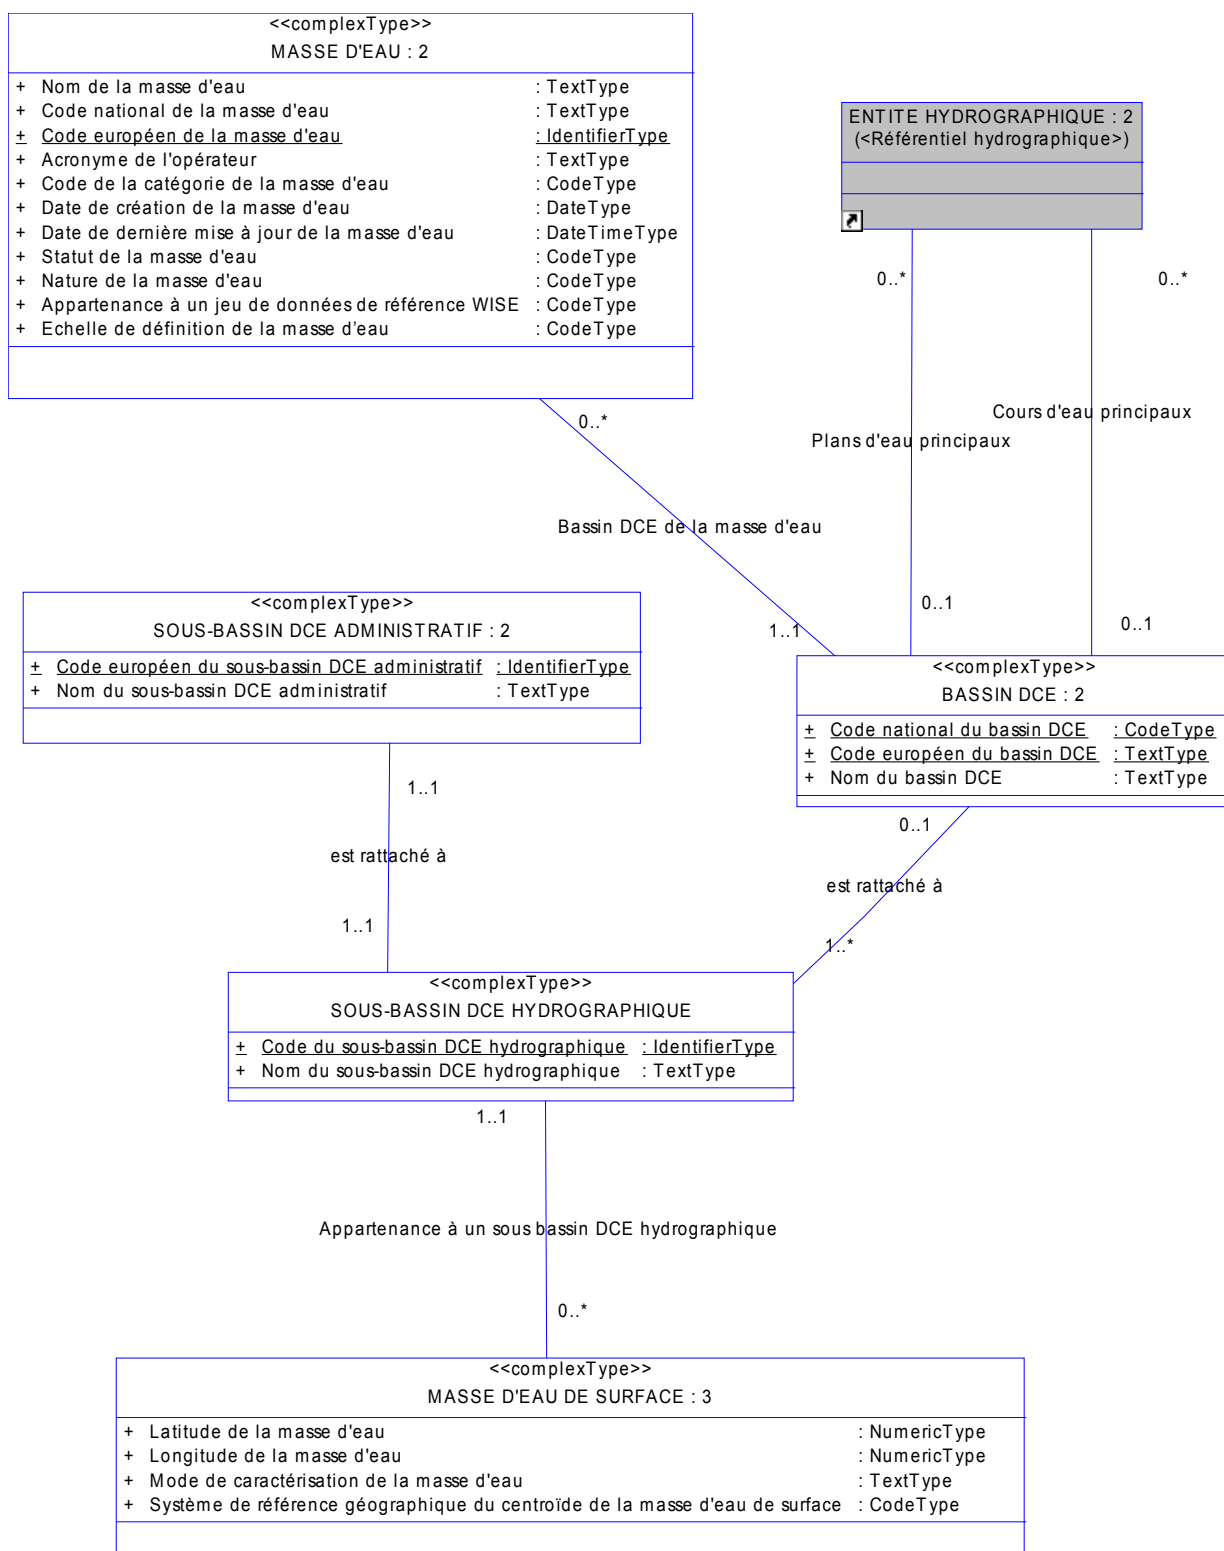 <<complexType>>
MASSE D'EAU : 2
+ Nom de la masse d'eau : TextType
+ Code national de la masse d'eau : TextType
+ Code européen de la masse d'eau : IdentifierType
+ Acronyme de l'opérateur : TextType
+ Code de la catégorie de la masse d'eau : CodeType
+ Date de création de la masse d'eau : DateType
+ Date de dernière mise à jour de la masse d'eau : DateTimeType
+ Statut de la masse d'eau : CodeType
+ Nature de la masse d'eau : CodeType
+ Appartenance à un jeu de données de référence WISE : CodeType
+ Echelle de définition de la masse d’eau : CodeType
ENTITE HYDROGRAPHIQUE : 2
(<Référentiel hydrographique>)
0..*
0..*
0..*
Cours d'eau principaux
Plans d'eau principaux
Bassin DCE de la masse d'eau
0..1
0..1
1..1
<<complexType>>
SOUS-BASSIN DCE ADMINISTRATIF : 2
+ Code européen du sous-bassin DCE administratif : IdentifierType
+ Nom du sous-bassin DCE administratif : TextType
<<complexType>>
BASSIN DCE : 2
+ Code national du bassin DCE : CodeType
+ Code européen du bassin DCE : TextType
+ Nom du bassin DCE : TextType
1..1
0..1
est rattaché à
est rattaché à
1..1
1..*
<<complexType>>
SOUS-BASSIN DCE HYDROGRAPHIQUE
+ Code du sous-bassin DCE hydrographique : IdentifierType
+ Nom du sous-bassin DCE hydrographique : TextType
1..1
Appartenance à un sous bassin DCE hydrographique
0..*
<<complexType>>
MASSE D'EAU DE SURFACE : 3
+ Latitude de la masse d'eau : NumericType
+ Longitude de la masse d'eau : NumericType
+ Mode de caractérisation de la masse d'eau : TextType
+ Système de référence géographique du centroïde de la masse d'eau de surface : CodeType